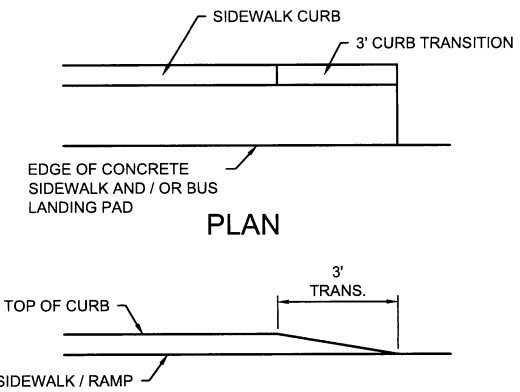 SIDEWALK CURB
3' CURB TRANSITION
EDGE OF CONCRETE
SIDEWALK AND / OR BUS
LANDING PAD
PLAN
3'
TRANS.
TOP OF CURB
SIDEWALK / RAMP